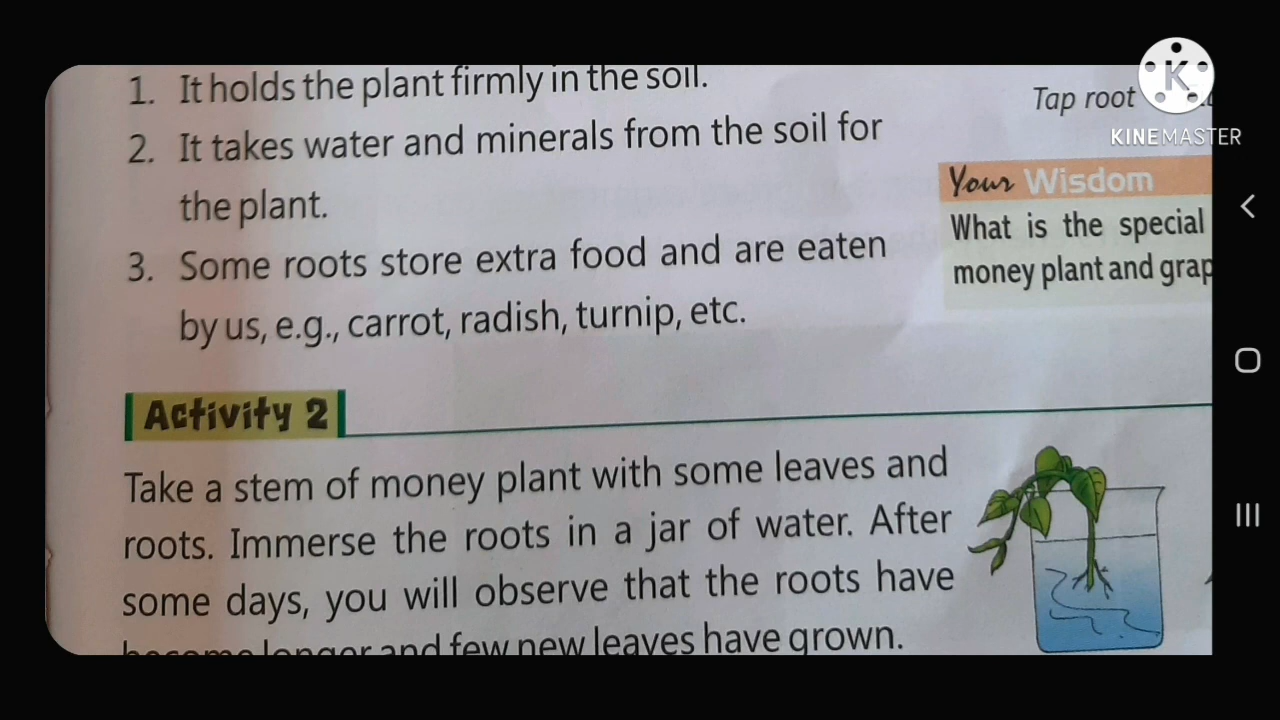 1. It holds the plant firmly in the soil.
2. It takes water and minerals from the soil for
the plant.
3. Some roots store extra food and are eaten
by us, e.g., carrot, radish, turnip, etc.
Tap root
K
KINEMASTER
Your Wisdom
What is the special
money plant and grap
Activity 2
Take a stem of money plant with some leaves and
roots. Immerse the roots in a jar of water. After
some days, you will observe that the roots have
become longer and few new leaves have grown.